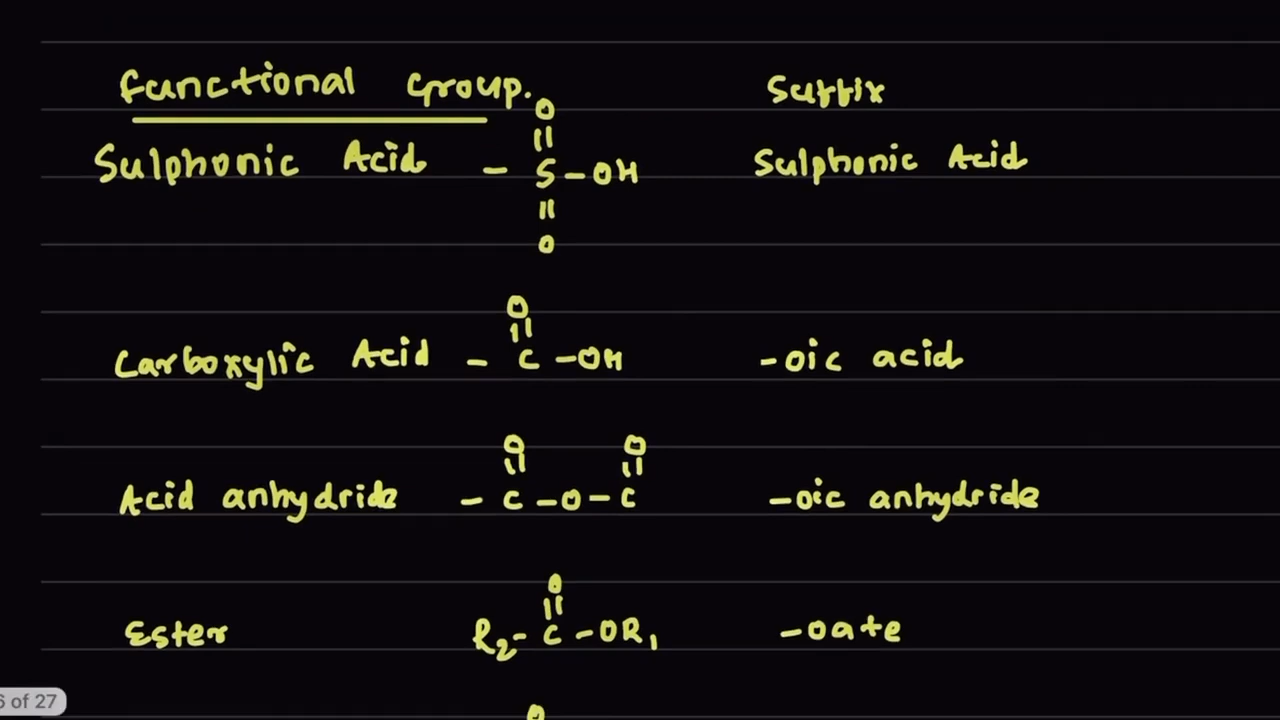 Functional Group. Suffix
O
||
Sulphonic Acid - S - OH Sulphonic Acid
||
O
O
||
Carboxylic Acid - C - OH -oic acid
O O
|| ||
Acid anhydride - C - O - C -oic anhydride
O
||
Ester R2 - C - OR1 -oate
O
6 of 27